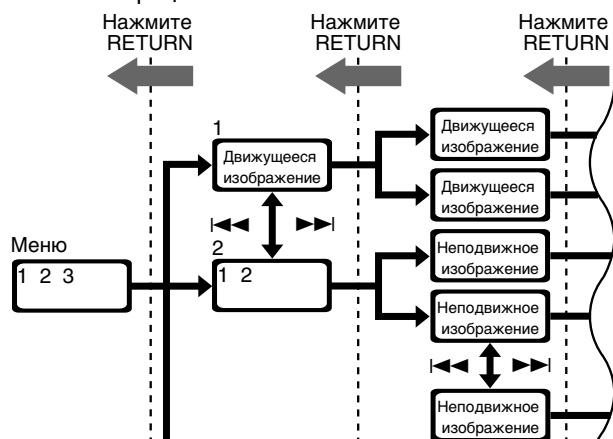 Нажмите
RETURN
Нажмите
RETURN
Нажмите
RETURN
1
Движущееся
изображение
Движущееся
изображение
Движущееся
изображение
Меню
1 2 3
2
1 2
Неподвижное
изображение
Неподвижное
изображение
Неподвижное
изображение